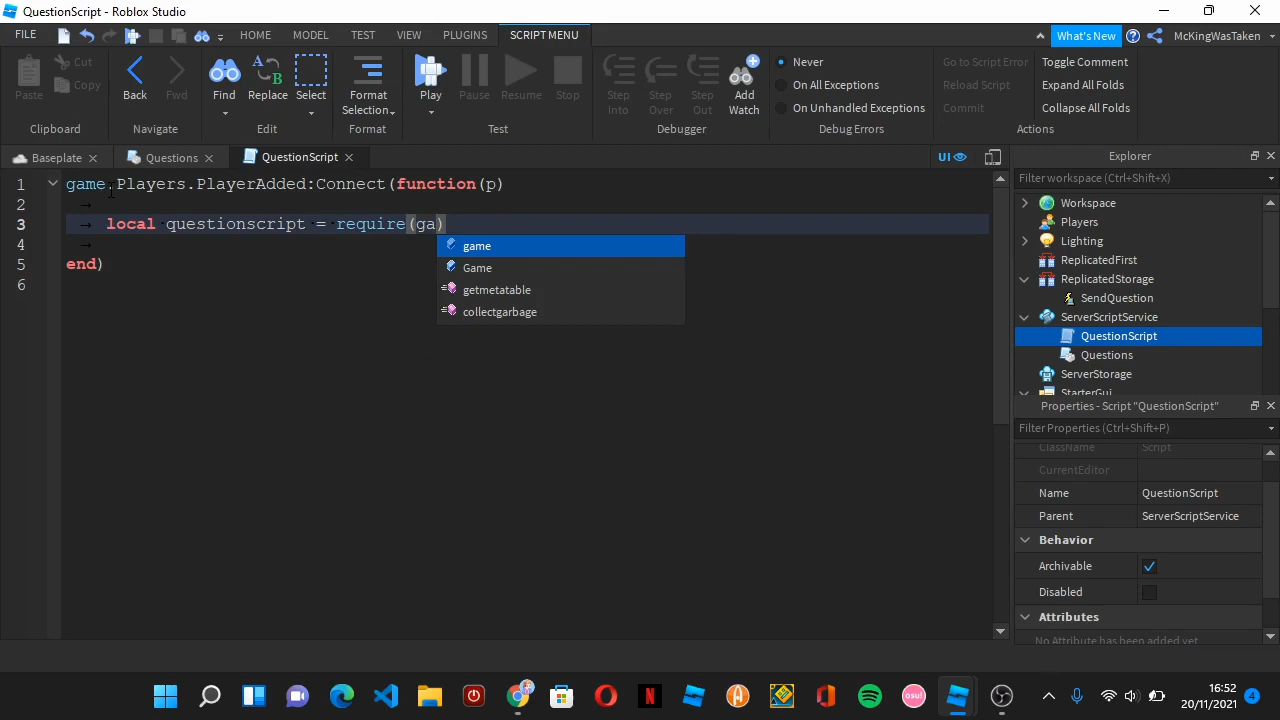 QuestionScript - Roblox Studio
FILE
HOME
MODEL
TEST
VIEW
PLUGINS
SCRIPT MENU
What's New
McKingWasTaken
Paste
Cut
Copy
Clipboard
Back
Fwd
Navigate
Find
Replace
Select
Edit
Format
Selection
Format
Play
Pause
Resume
Stop
Test
Step
Into
Step
Over
Step
Out
Add
Watch
Debugger
Never
On All Exceptions
On Unhandled Exceptions
Debug Errors
Go to Script Error
Reload Script
Commit
Toggle Comment
Expand All Folds
Collapse All Folds
Actions
Baseplate
Questions
QuestionScript
UI
1 game.Players.PlayerAdded:Connect(function(p)
2
3 local questionscript = require(ga)
4
5 end)
6
game
Game
getmetatable
collectgarbage
Explorer
Filter workspace (Ctrl+Shift+X)
Workspace
Players
Lighting
ReplicatedFirst
ReplicatedStorage
SendQuestion
ServerScriptService
QuestionScript
Questions
ServerStorage
StarterGui
Properties - Script "QuestionScript"
Filter Properties (Ctrl+Shift+P)
ClassName Script
CurrentEditor
Name QuestionScript
Parent ServerScriptService
Behavior
Archivable
Disabled
Attributes
No Attribute has been added yet
osu!
16:52
20/11/2021
4